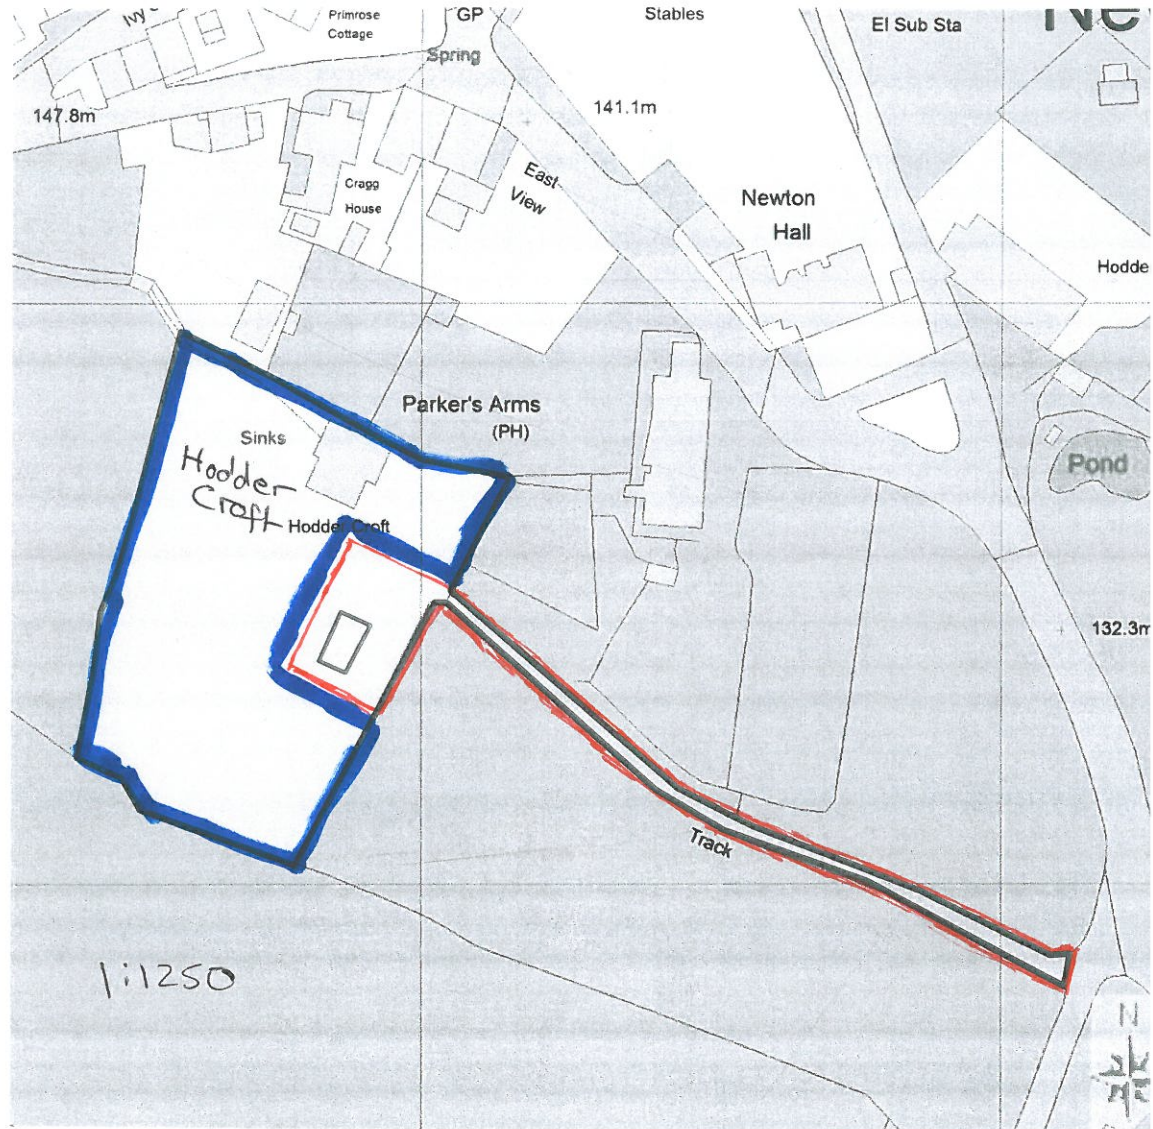 Primrose
Cottage
GP
Spring
Stables
El Sub Sta
Ne
147.8m
141.1m
East
View
Cragg
House
Newton
Hall
Hodde
Parker's Arms
(PH)
Sinks
Hodder
Croft
Hodder Croft
Pond
132.3m
Track
1:1250
N